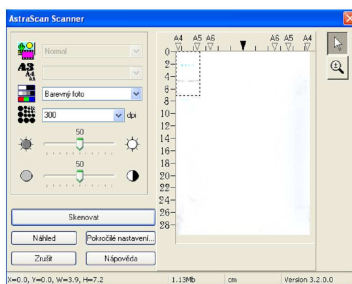 AstraScan Scanner
A4 A5 A6 A6 A5 A4
Normal
A3
A4
Barevný foto
300 dpi
50
50
0
2
4
6
8
10
12
14
16
18
20
22
24
26
28
Skenovat
Náhled Pokročilé nastavení...
Zrušit Nápověda
X=0.0, Y=0.0, W=3.9, H=7.2 1.13Mb cm Version 3.2.0.0